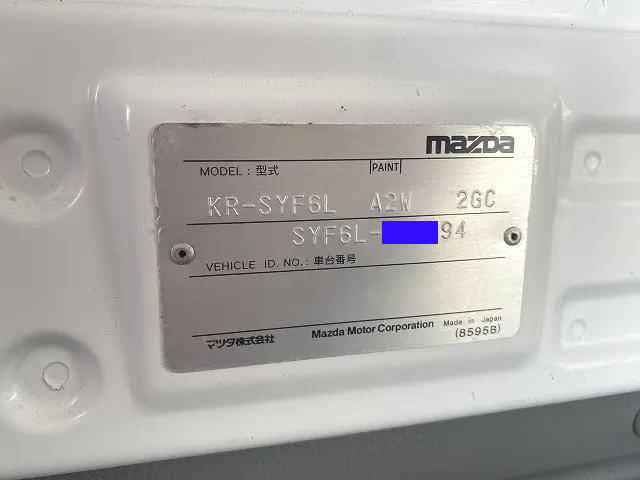 mazda
MODEL : 型式 PAINT
KR-SYF6L A2W 2GC
SYF6L- 94
VEHICLE ID. NO. : 車台番号
マツダ株式会社 Mazda Motor Corporation Made in Japan
(8595B)